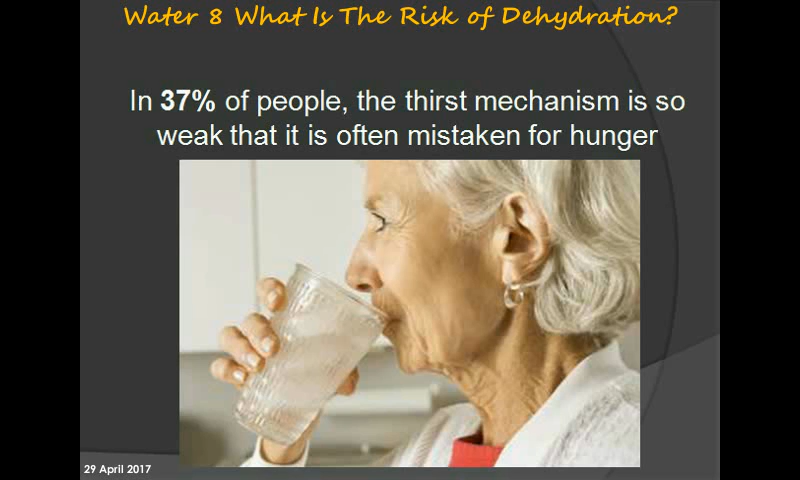 Water 8 What Is The Risk of Dehydration?
In 37% of people, the thirst mechanism is so
weak that it is often mistaken for hunger
29 April 2017